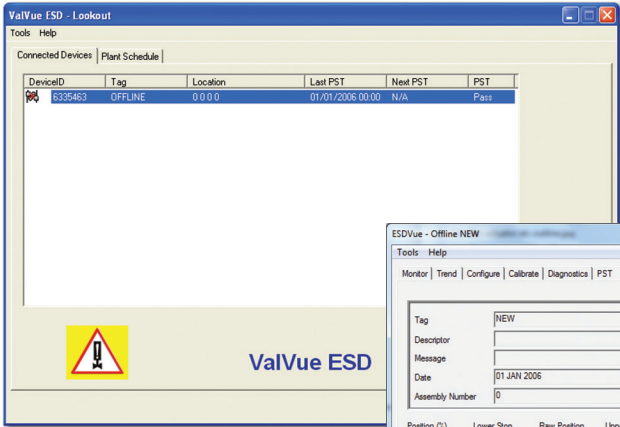 ValVue ESD - Lookout
Tools Help
Connected Devices Plant Schedule
DeviceID Tag Location Last PST Next PST PST
6335463 OFFLINE 0 0 0 0 01/01/2006 00:00 N/A Pass
ValVue ESD
ESDVue - Offline NEW
Tools Help
Monitor Trend Configure Calibrate Diagnostics PST
Tag NEW
Descriptor
Message
Date 01 JAN 2006
Assembly Number 0
Position (%) Lower Stop Raw Position